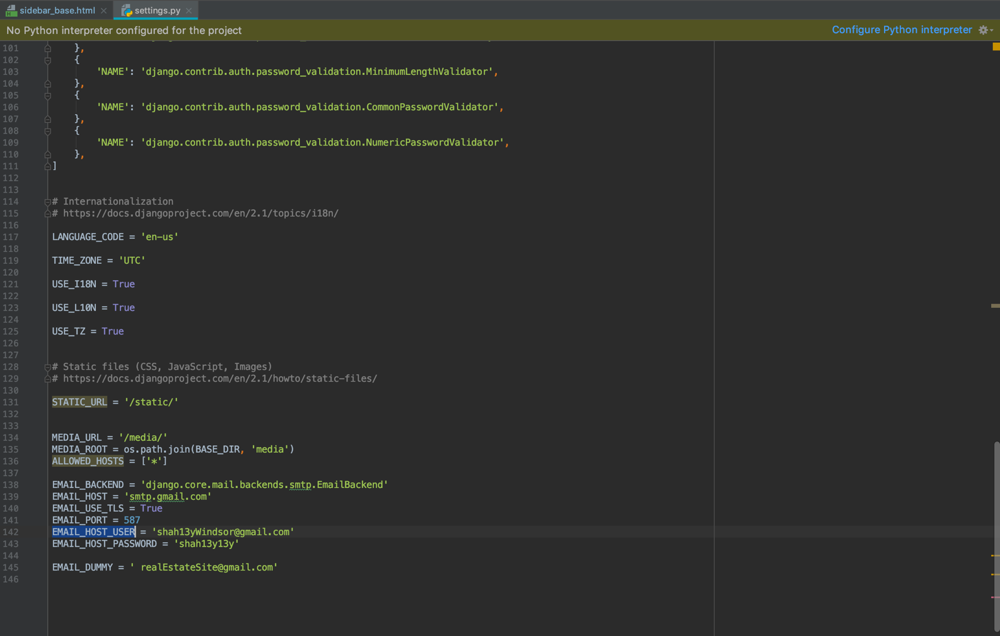 sidebar_base.html
settings.py
No Python interpreter configured for the project
Configure Python interpreter
101 },
102 {
103 'NAME': 'django.contrib.auth.password_validation.MinimumLengthValidator',
104 },
105 {
106 'NAME': 'django.contrib.auth.password_validation.CommonPasswordValidator',
107 },
108 {
109 'NAME': 'django.contrib.auth.password_validation.NumericPasswordValidator',
110 },
111 ]
112
113
114 # Internationalization
115 # https://docs.djangoproject.com/en/2.1/topics/i18n/
116
117 LANGUAGE_CODE = 'en-us'
118
119 TIME_ZONE = 'UTC'
120
121 USE_I18N = True
122
123 USE_L10N = True
124
125 USE_TZ = True
126
127
128 # Static files (CSS, JavaScript, Images)
129 # https://docs.djangoproject.com/en/2.1/howto/static-files/
130
131 STATIC_URL = '/static/'
132
133
134 MEDIA_URL = '/media/'
135 MEDIA_ROOT = os.path.join(BASE_DIR, 'media')
136 ALLOWED_HOSTS = ['*']
137
138 EMAIL_BACKEND = 'django.core.mail.backends.smtp.EmailBackend'
139 EMAIL_HOST = 'smtp.gmail.com'
140 EMAIL_USE_TLS = True
141 EMAIL_PORT = 587
142 EMAIL_HOST_USER = 'shah13yWindsor@gmail.com'
143 EMAIL_HOST_PASSWORD = 'shah13y13y'
144
145 EMAIL_DUMMY = ' realEstateSite@gmail.com'
146